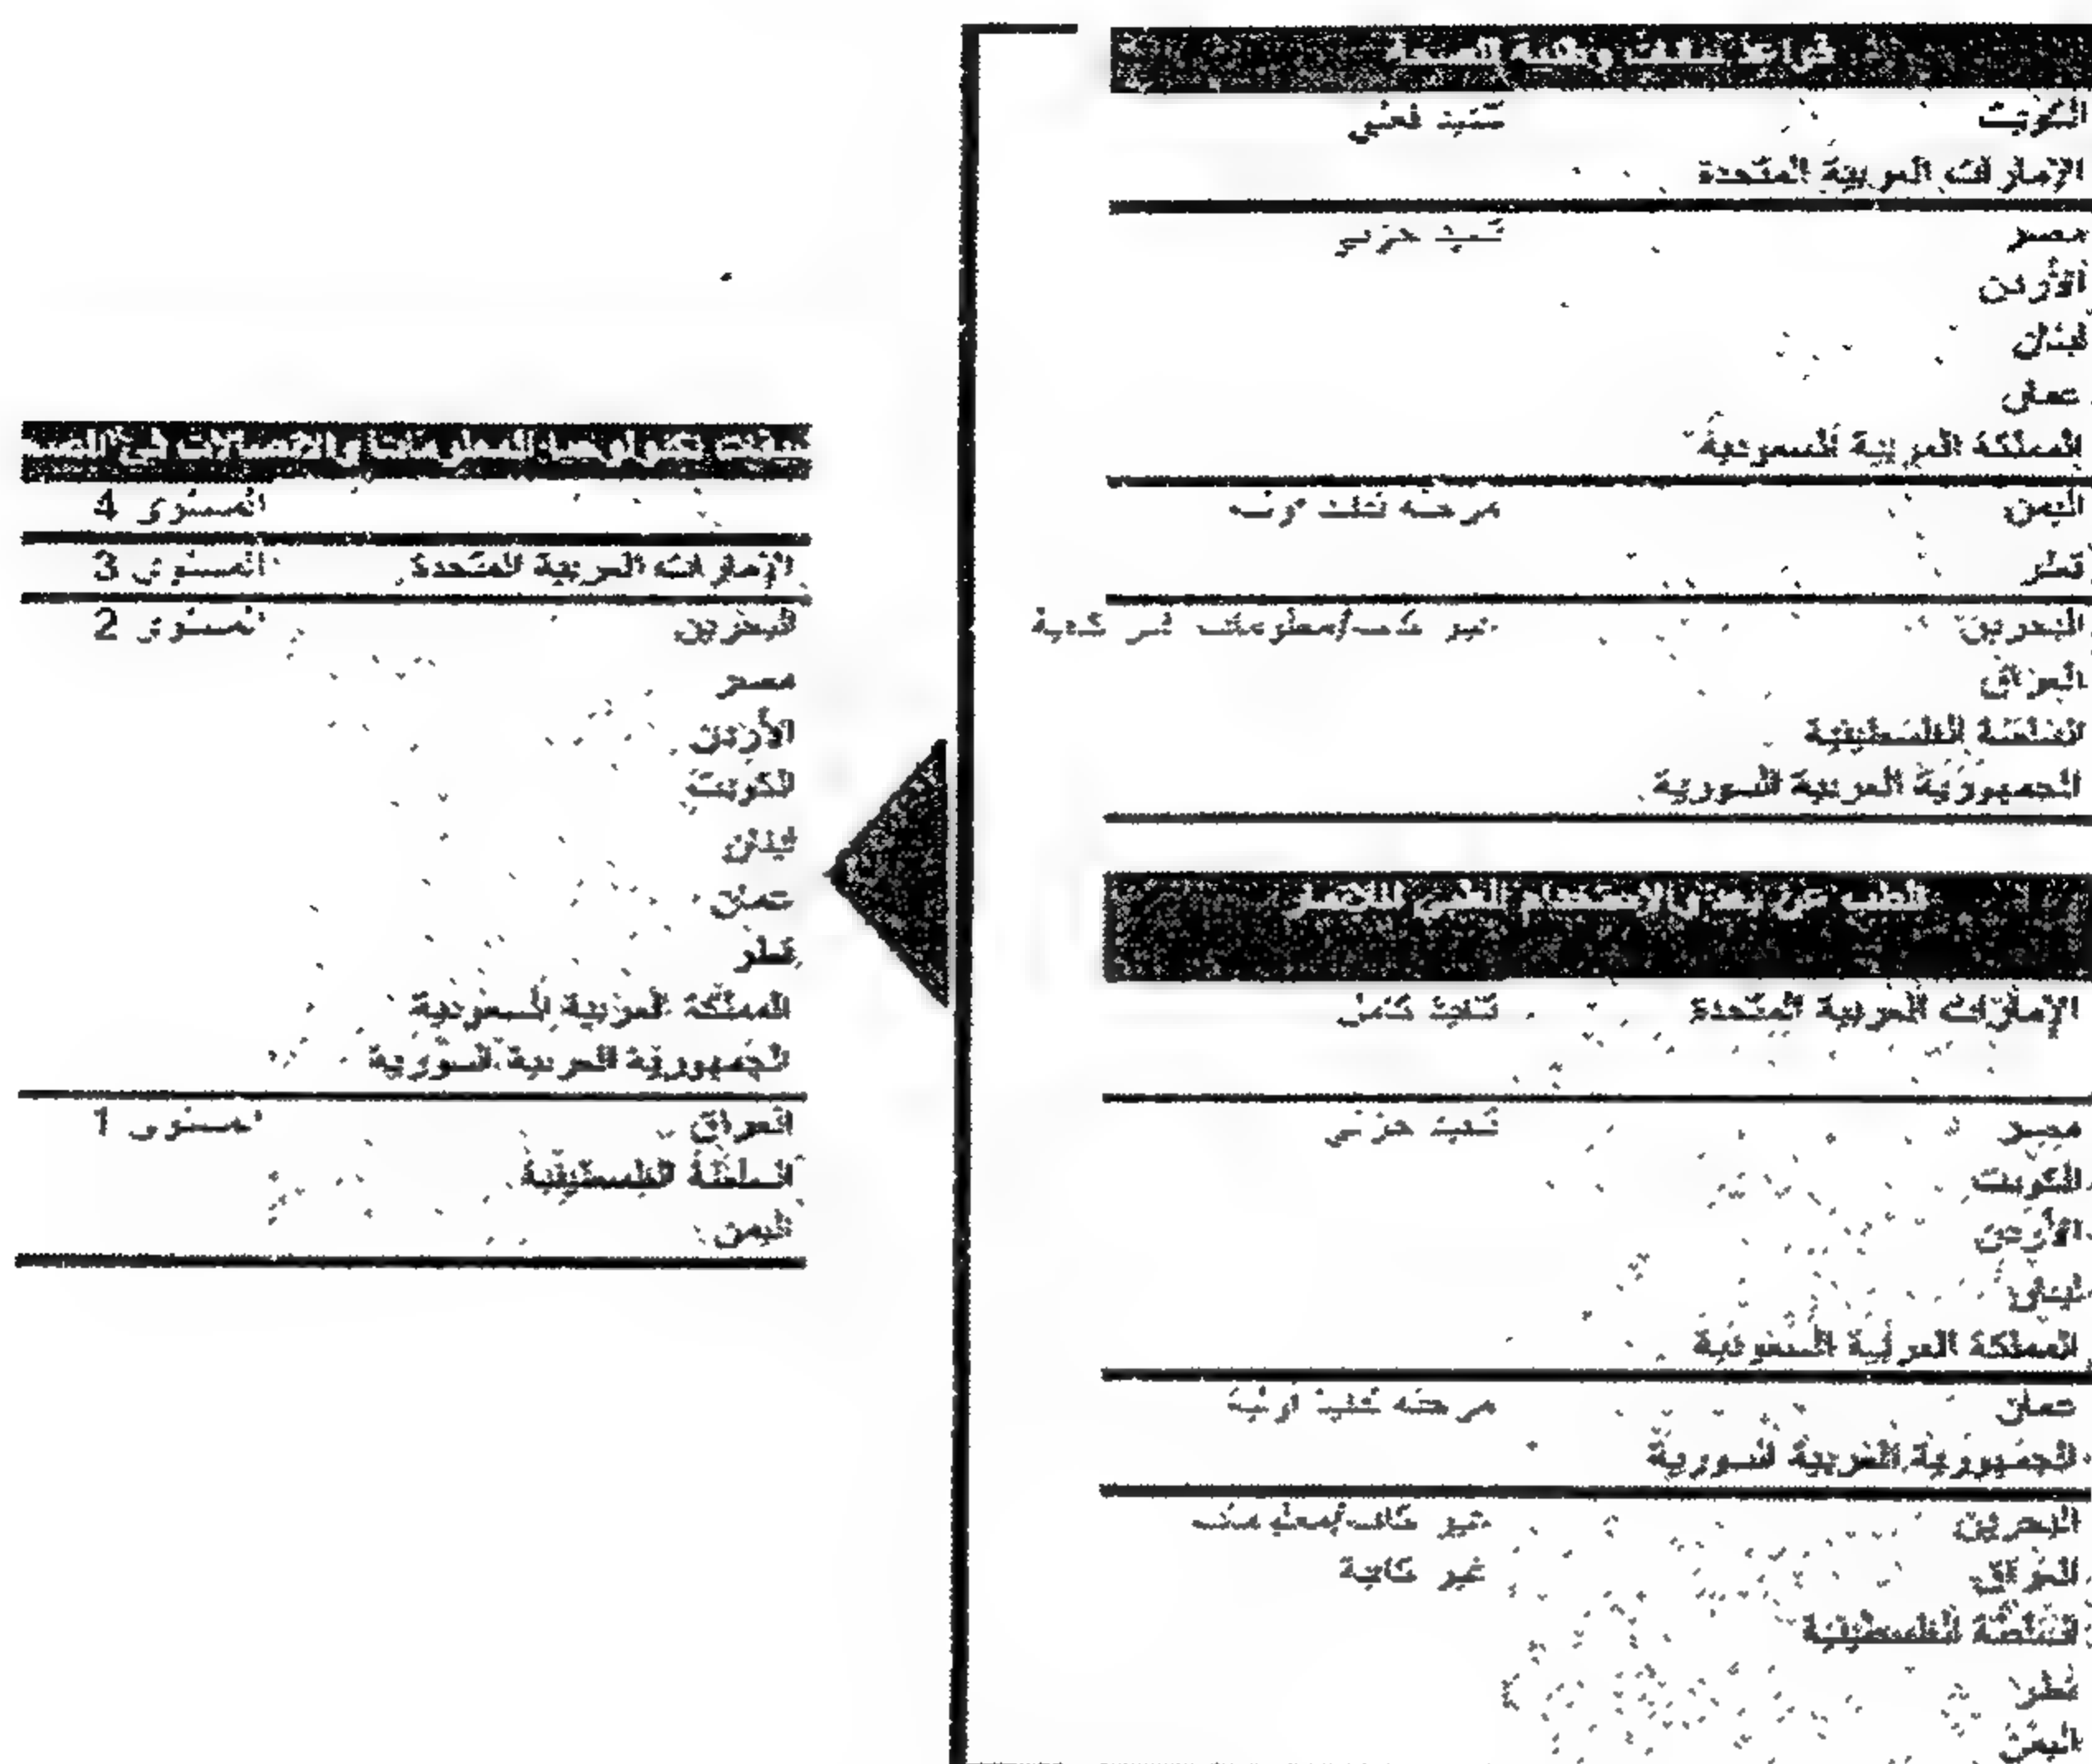 قواعد بيانات وطنية للصحة
الكويت تنفيذ فعلي
الإمارات العربية المتحدة
مصر تنفيذ جزئي
الأردن
لبنان
عمان
المملكة العربية السعودية
اليمن مرحلة تنفيذ أولية
قطر
البحرين غير كاف/معلومات غير كافية
العراق
السلطة الفلسطينية
الجمهورية العربية السورية
الطب عن بعد والاستخدام الطبي للإنتر
الإمارات العربية المتحدة تنفيذ كامل
مصر تنفيذ جزئي
الكويت
الأردن
لبنان
المملكة العربية السعودية
عمان مرحلة تنفيذ أولية
الجمهورية العربية السورية
البحرين غير كاف/معلومات
العراق غير كافية
السلطة الفلسطينية
قطر
اليمن
تكنولوجيا المعلومات والاتصالات في الصح
المستوى 4
الإمارات العربية المتحدة المستوى 3
البحرين المستوى 2
مصر
الأردن
الكويت
لبنان
عمان
قطر
المملكة العربية السعودية
الجمهورية العربية السورية
العراق المستوى 1
السلطة الفلسطينية
اليمن